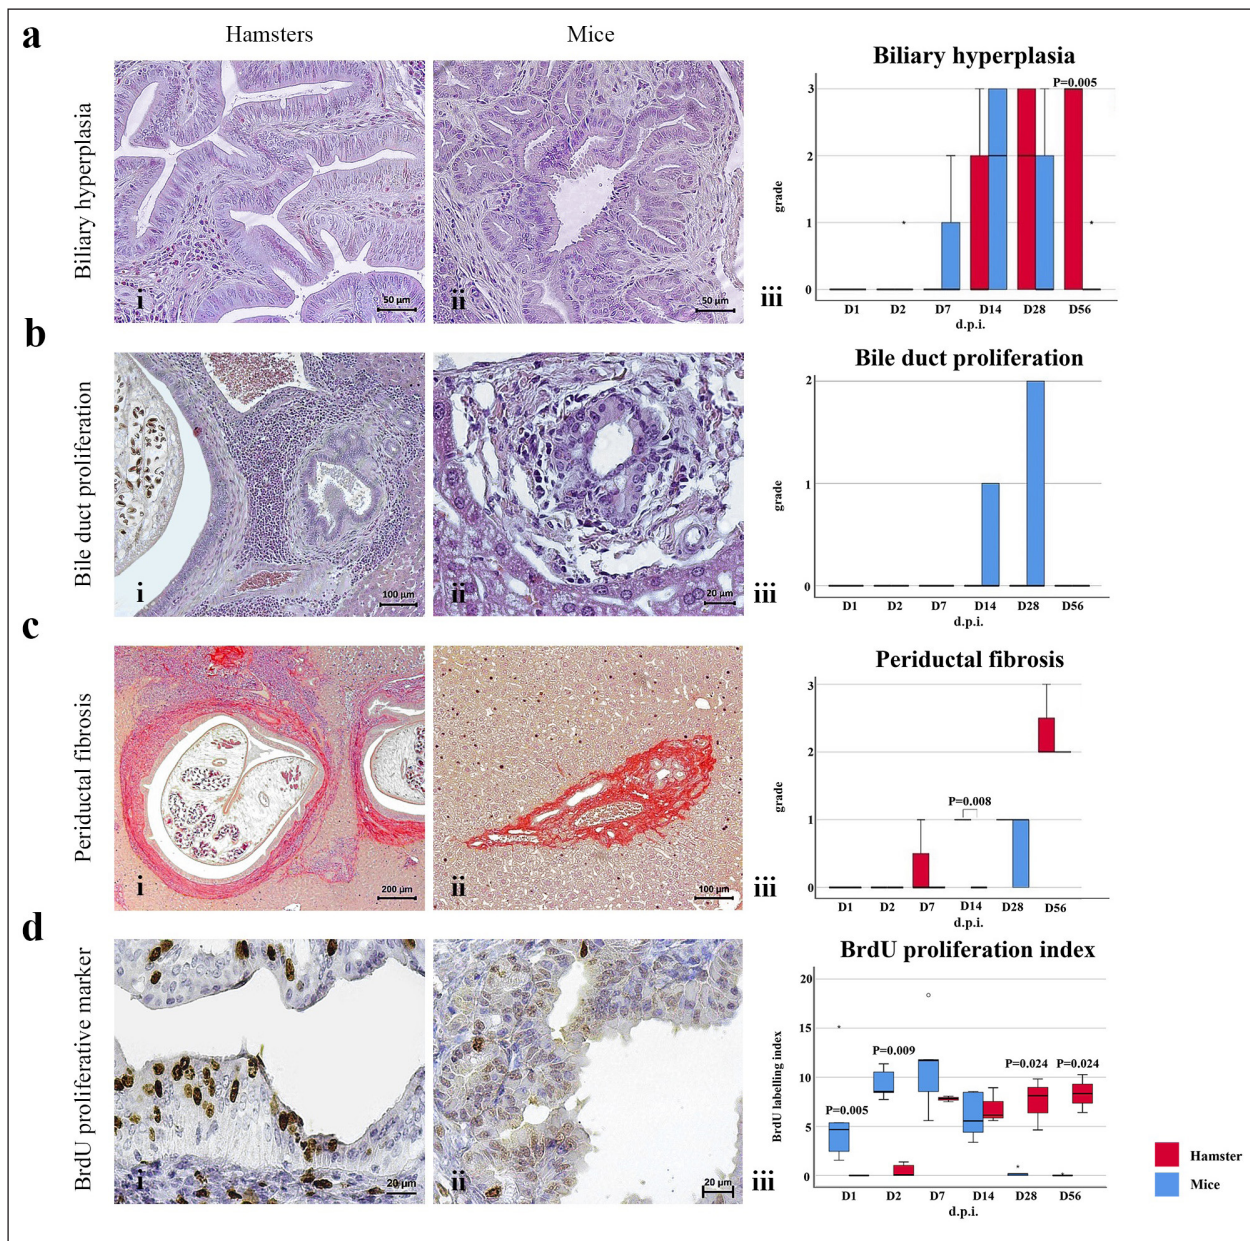 Hamsters
Mice
a
Biliary hyperplasia
i
50 µm
ii
50 µm
iii
Biliary hyperplasia
P=0.005
grade
3
2
1
0
D1 D2 D7 D14 D28 D56
d.p.i.
b
Bile duct proliferation
i
100 µm
ii
20 µm
iii
Bile duct proliferation
grade
2
1
0
D1 D2 D7 D14 D28 D56
d.p.i.
c
Periductal fibrosis
i
200 µm
ii
100 µm
iii
Periductal fibrosis
P=0.008
grade
3
2
1
0
D1 D2 D7 D14 D28 D56
d.p.i.
d
BrdU proliferative marker
i
20 µm
ii
20 µm
iii
BrdU proliferation index
BrdU labelling index
20
15
10
5
0
P=0.005
P=0.009
P=0.024
P=0.024
D1 D2 D7 D14 D28 D56
d.p.i.
Hamster
Mice